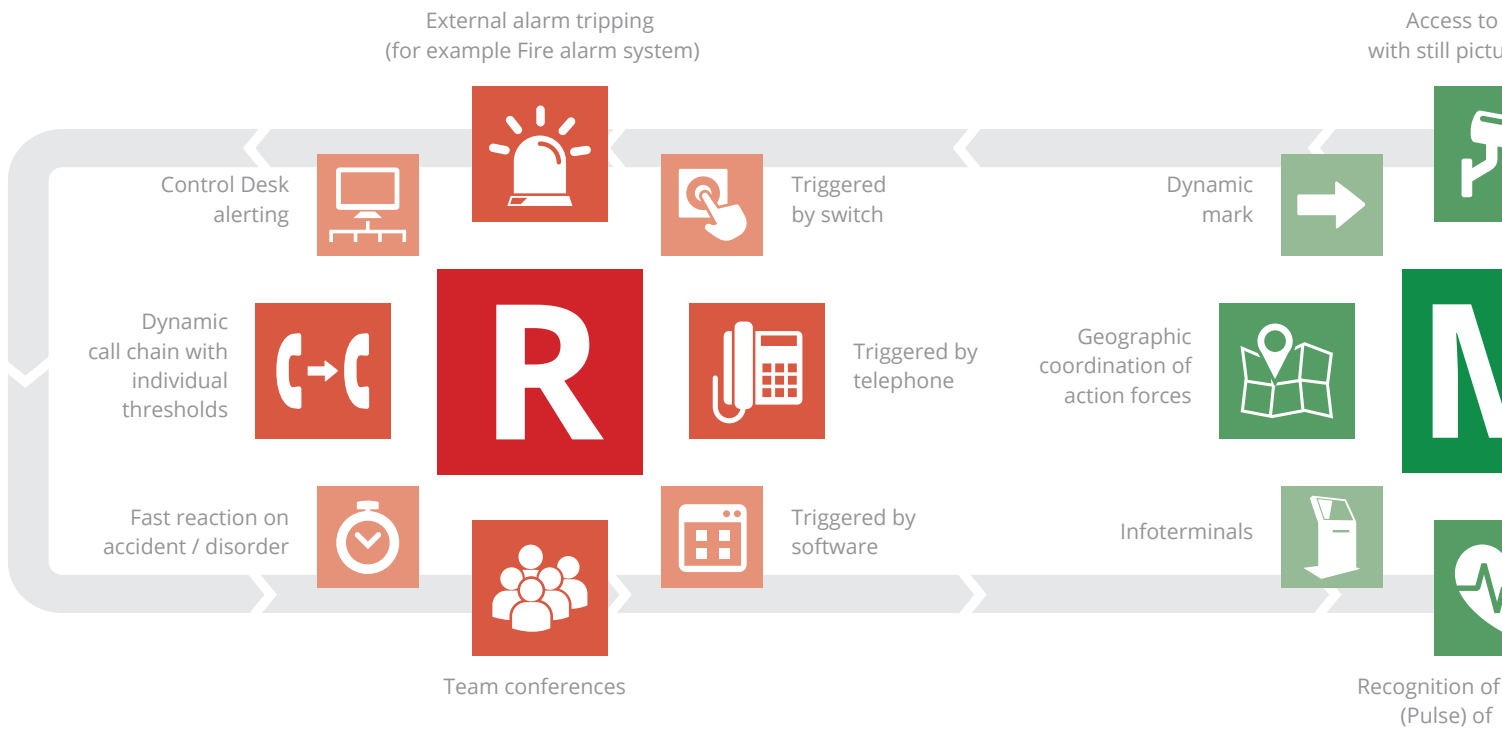 External alarm tripping
(for example Fire alarm system)
Control Desk
alerting
Triggered
by switch
Dynamic
call chain with
individual
thresholds
R
Triggered by
telephone
Fast reaction on
accident / disorder
Triggered by
software
Team conferences
Access to
with still
Dynamic
mark
Geographic
coordination of
action forces
M
Infoterminals
Recognition of
(Pulse) of